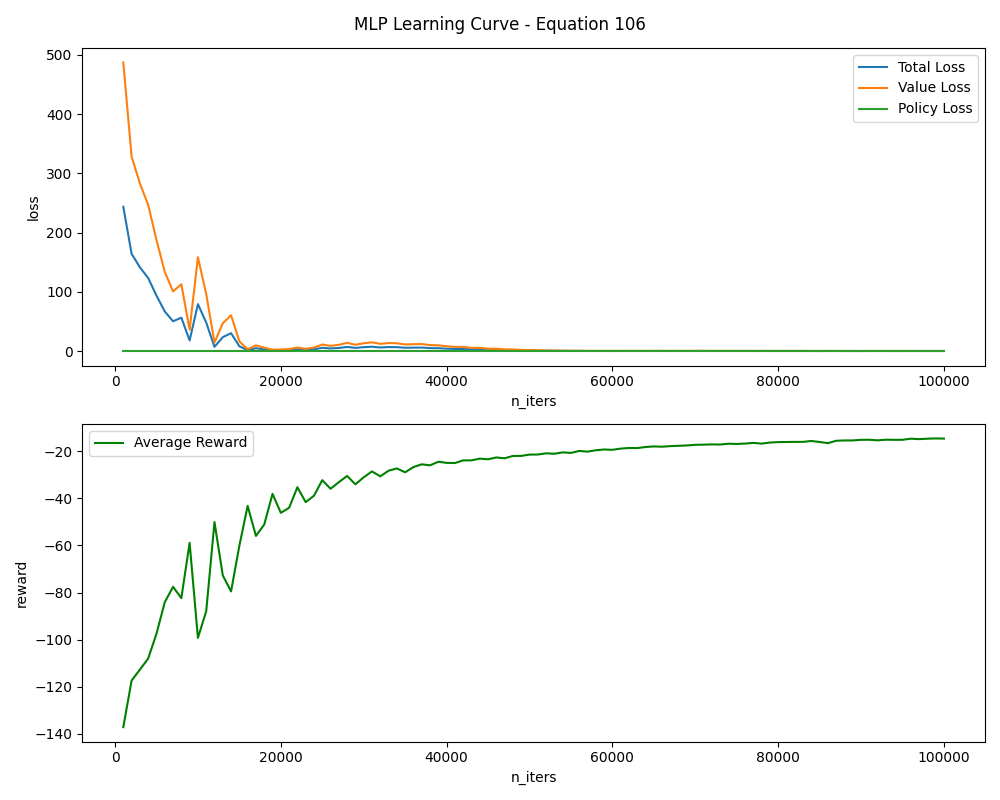 MLP Learning Curve - Equation 106
500
400
300
200
100
0
loss
Total Loss
Value Loss
Policy Loss
0 20000 40000 60000 80000 100000
n_iters
−20
−40
−60
−80
−100
−120
−140
reward
Average Reward
0 20000 40000 60000 80000 100000
n_iters